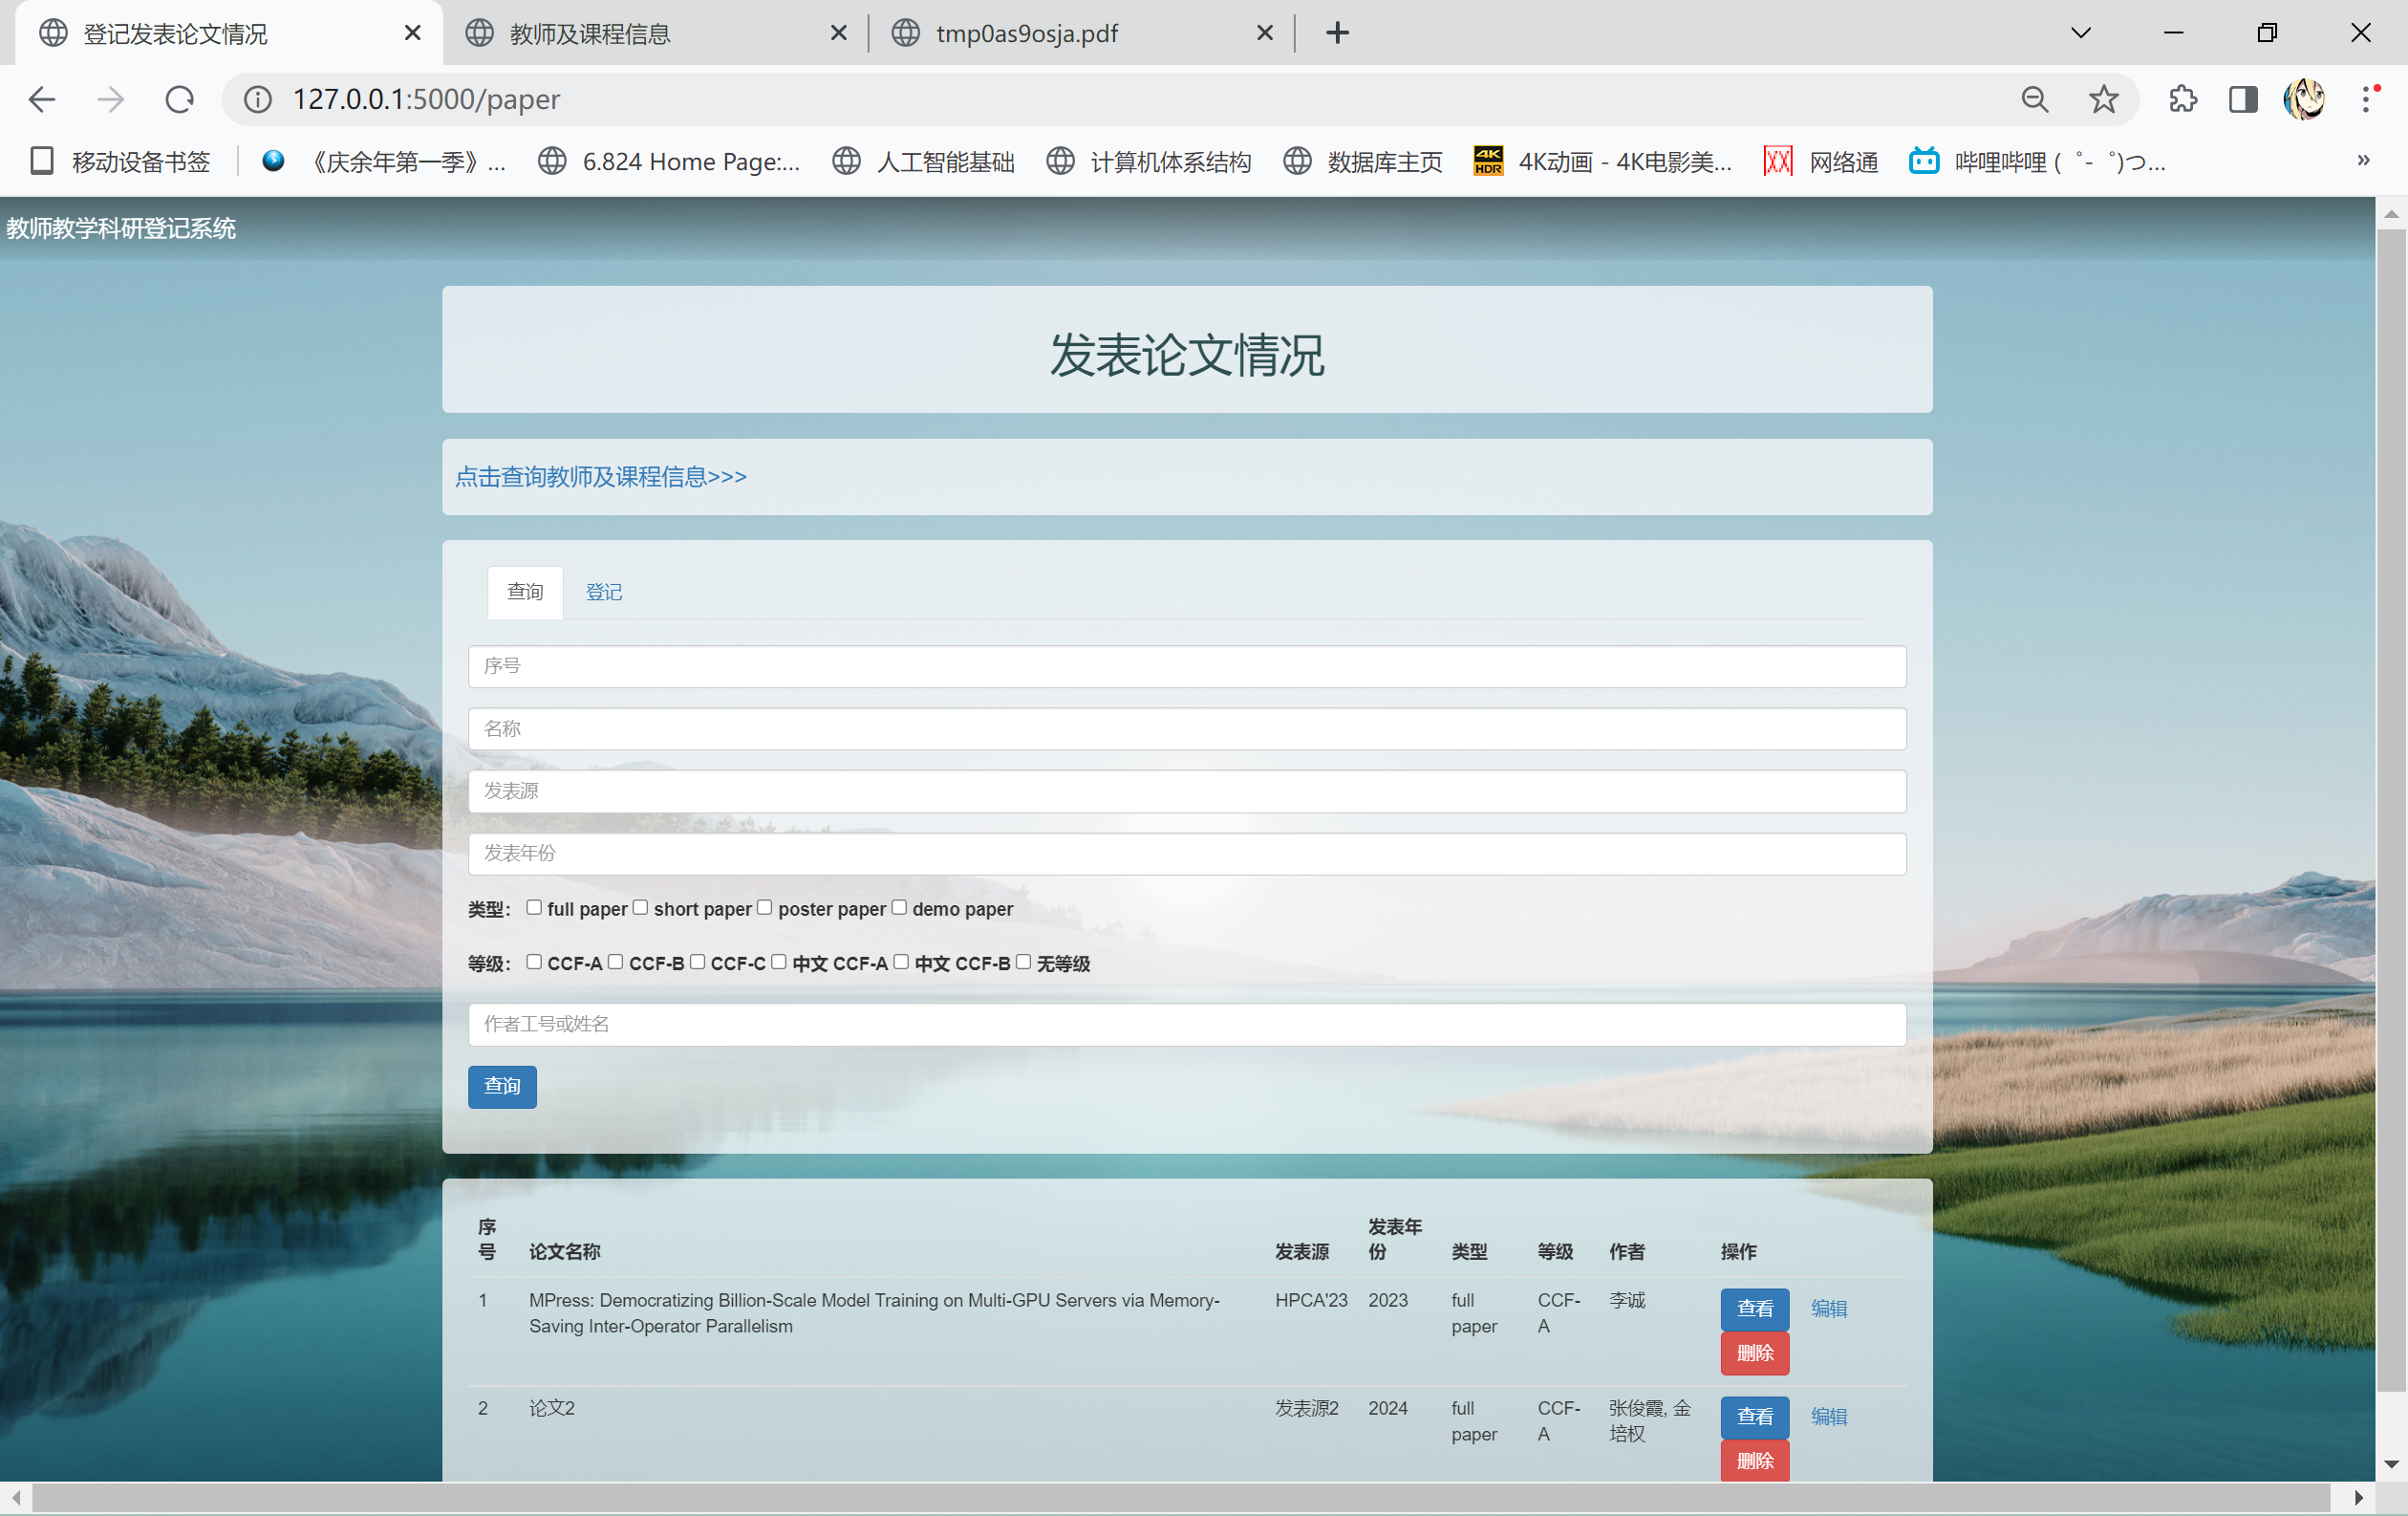 登记发表论文情况
教师及课程信息
tmp0as9osja.pdf
127.0.0.1:5000/paper
移动设备书签
《庆余年第一季》...
6.824 Home Page:...
人工智能基础
计算机体系结构
数据库主页
4K HDR
4K动画 - 4K电影美...
网络通
哔哩哔哩 ( ゜- ゜)つ...
»
教师教学科研登记系统
发表论文情况
点击查询教师及课程信息>>>
查询 登记
序号
名称
发表源
发表年份
类型： full paper short paper poster paper demo paper
等级： CCF-A CCF-B CCF-C 中文 CCF-A 中文 CCF-B 无等级
作者工号或姓名
查询
序号 论文名称 发表源 发表年份 类型 等级 作者 操作
1 MPress: Democratizing Billion-Scale Model Training on Multi-GPU Servers via Memory-
Saving Inter-Operator Parallelism
HPCA'23 2023 full paper CCF-A 李诚 查看 编辑
删除
2 论文2 发表源2 2024 full paper CCF-A 张俊霞, 金培权 查看 编辑
删除